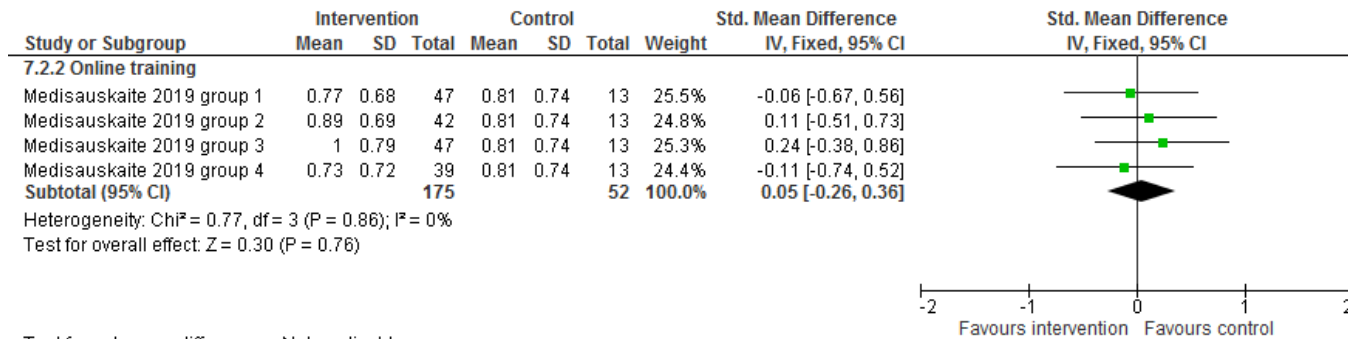 Intervention Control Std. Mean Difference Std. Mean Difference
Study or Subgroup Mean SD Total Mean SD Total Weight IV, Fixed, 95% CI IV, Fixed, 95% CI
7.2.2 Online training
Medisauskaite 2019 group 1 0.77 0.68 47 0.81 0.74 13 25.5% -0.06 [-0.67, 0.56]
Medisauskaite 2019 group 2 0.89 0.69 42 0.81 0.74 13 24.8% 0.11 [-0.51, 0.73]
Medisauskaite 2019 group 3 1 0.79 47 0.81 0.74 13 25.3% 0.24 [-0.38, 0.86]
Medisauskaite 2019 group 4 0.73 0.72 39 0.81 0.74 13 24.4% -0.11 [-0.74, 0.52]
Subtotal (95% CI) 175 52 100.0% 0.05 [-0.26, 0.36]
Heterogeneity: Chi² = 0.77, df = 3 (P = 0.86); I² = 0%
Test for overall effect: Z = 0.30 (P = 0.76)
-2 -1 0 1 2
Favours intervention Favours control